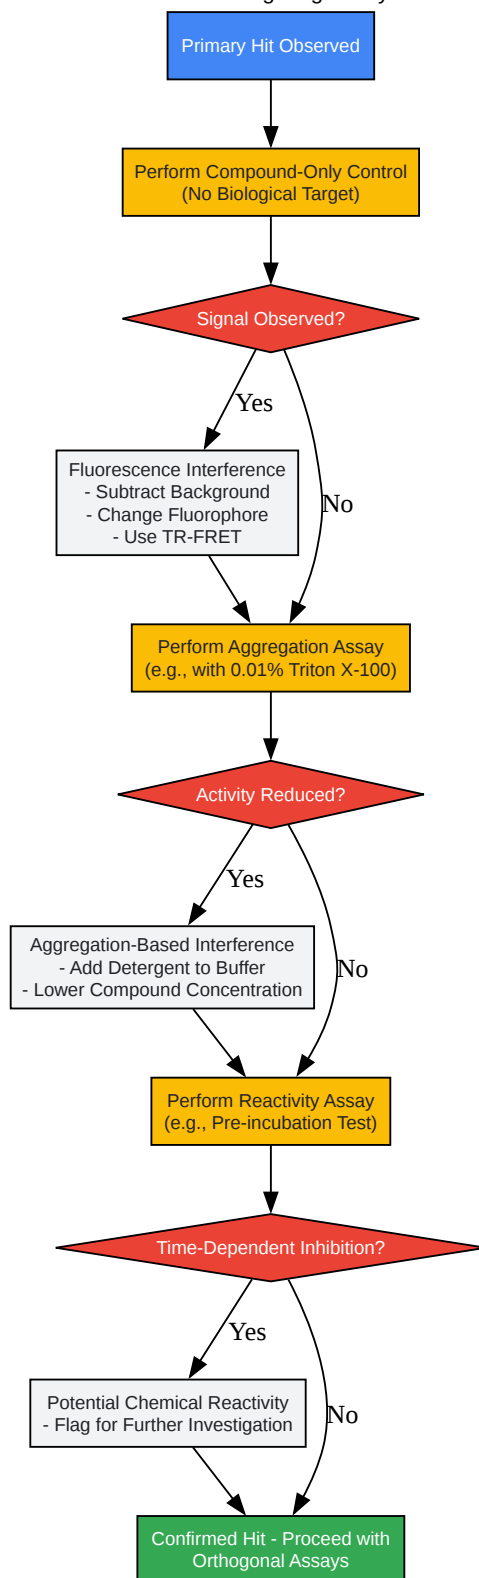 Primary Hit Observed
Perform Compound-Only Control
(No Biological Target)
Signal Observed?
Yes
Fluorescence Interference
- Subtract Background
- Change Fluorophore
- Use TR-FRET
No
Perform Aggregation Assay
(e.g., with 0.01% Triton X-100)
Activity Reduced?
Yes
Aggregation-Based Interference
- Add Detergent to Buffer
- Lower Compound Concentration
No
Perform Reactivity Assay
(e.g., Pre-incubation Test)
Time-Dependent Inhibition?
Yes
Potential Chemical Reactivity
- Flag for Further Investigation
No
Confirmed Hit - Proceed with
Orthogonal Assays